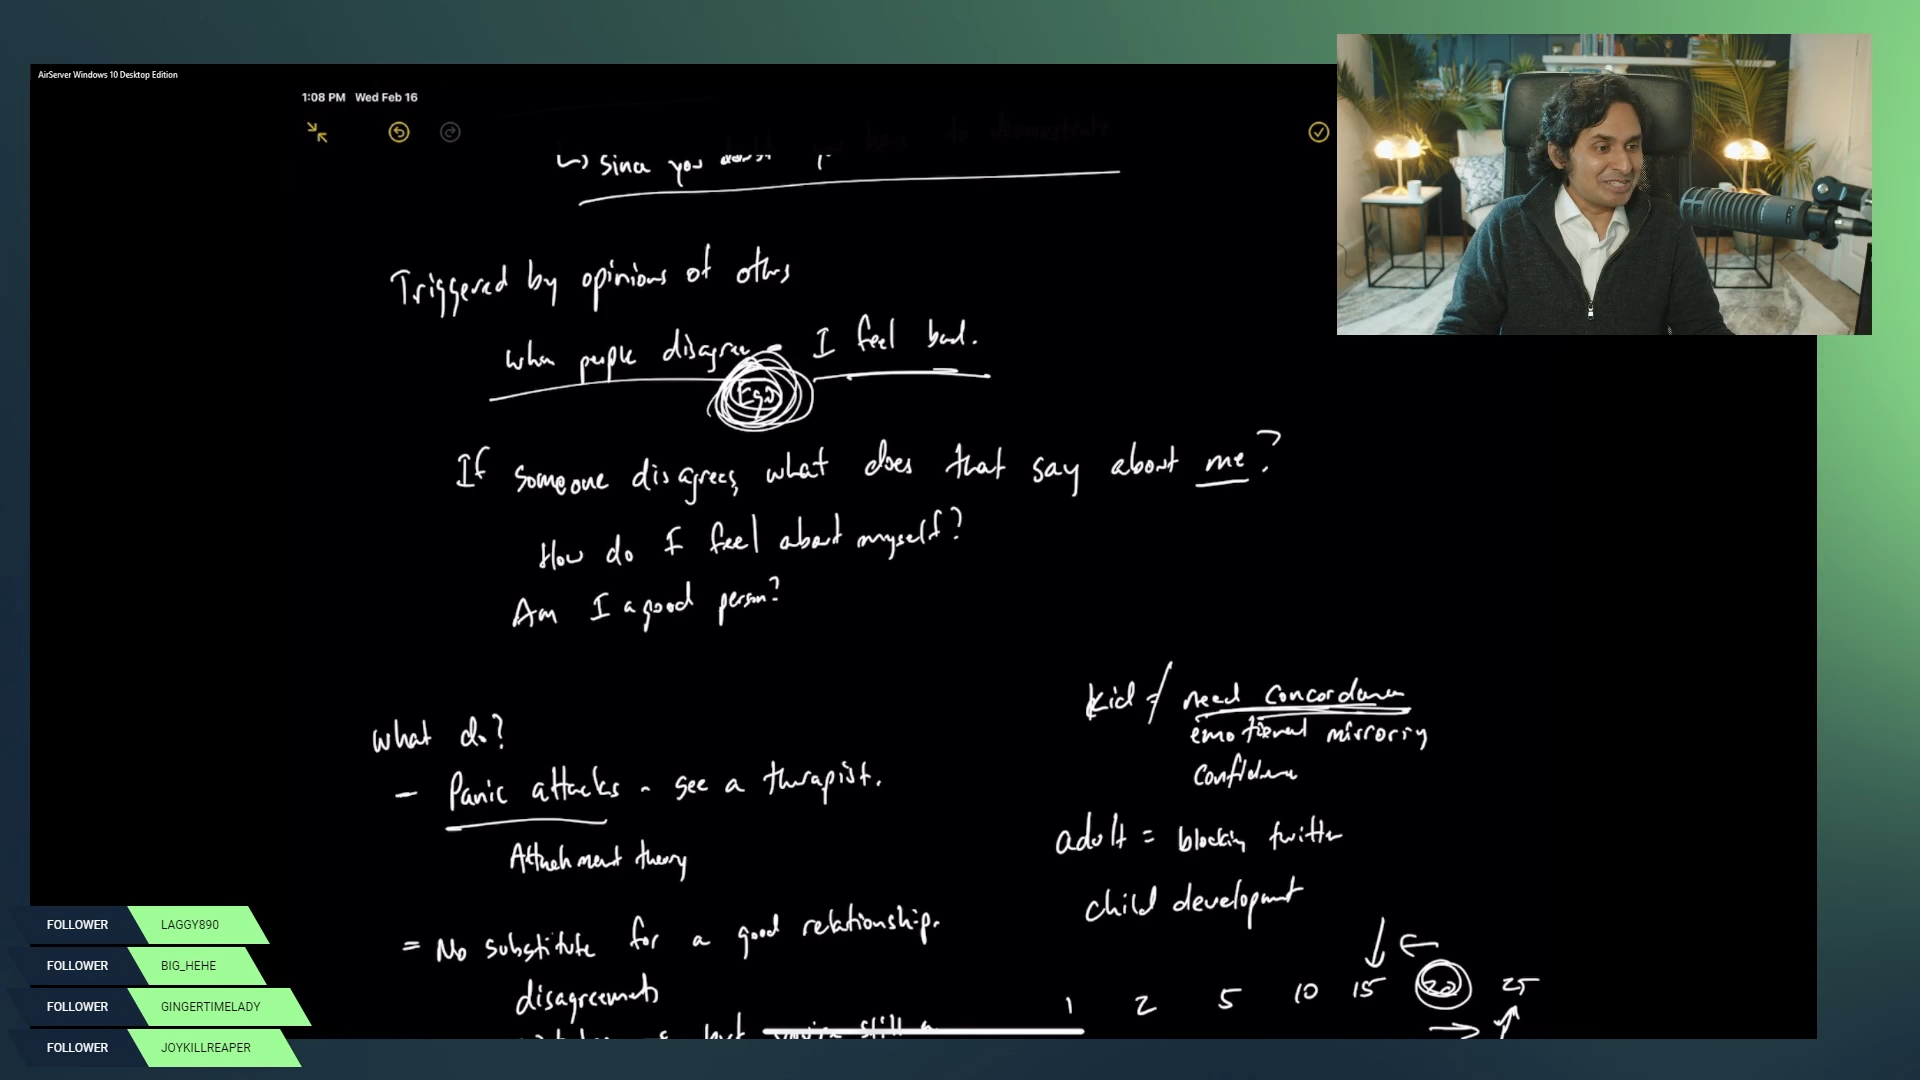 AirServer Windows 10 Desktop Edition
1:08 PM Wed Feb 16
↳ Since you
Triggered by opinions of others
When people disagree - I feel bad.
Ego
If someone disagrees, what does that say about me?
How do I feel about myself?
Am I a good person?
kid = need concordance
emotional mirroring
confidence
What do?
- Panic attacks - see a therapist.
adult = blocking twitter
Attachment theory
child development
= No substitute for a good relationship.
disagreements
1 2 5 10 15 20 25
FOLLOWER LAGGY890
FOLLOWER BIG_HEHE
FOLLOWER GINGERTIMELADY
FOLLOWER JOYKILLREAPER